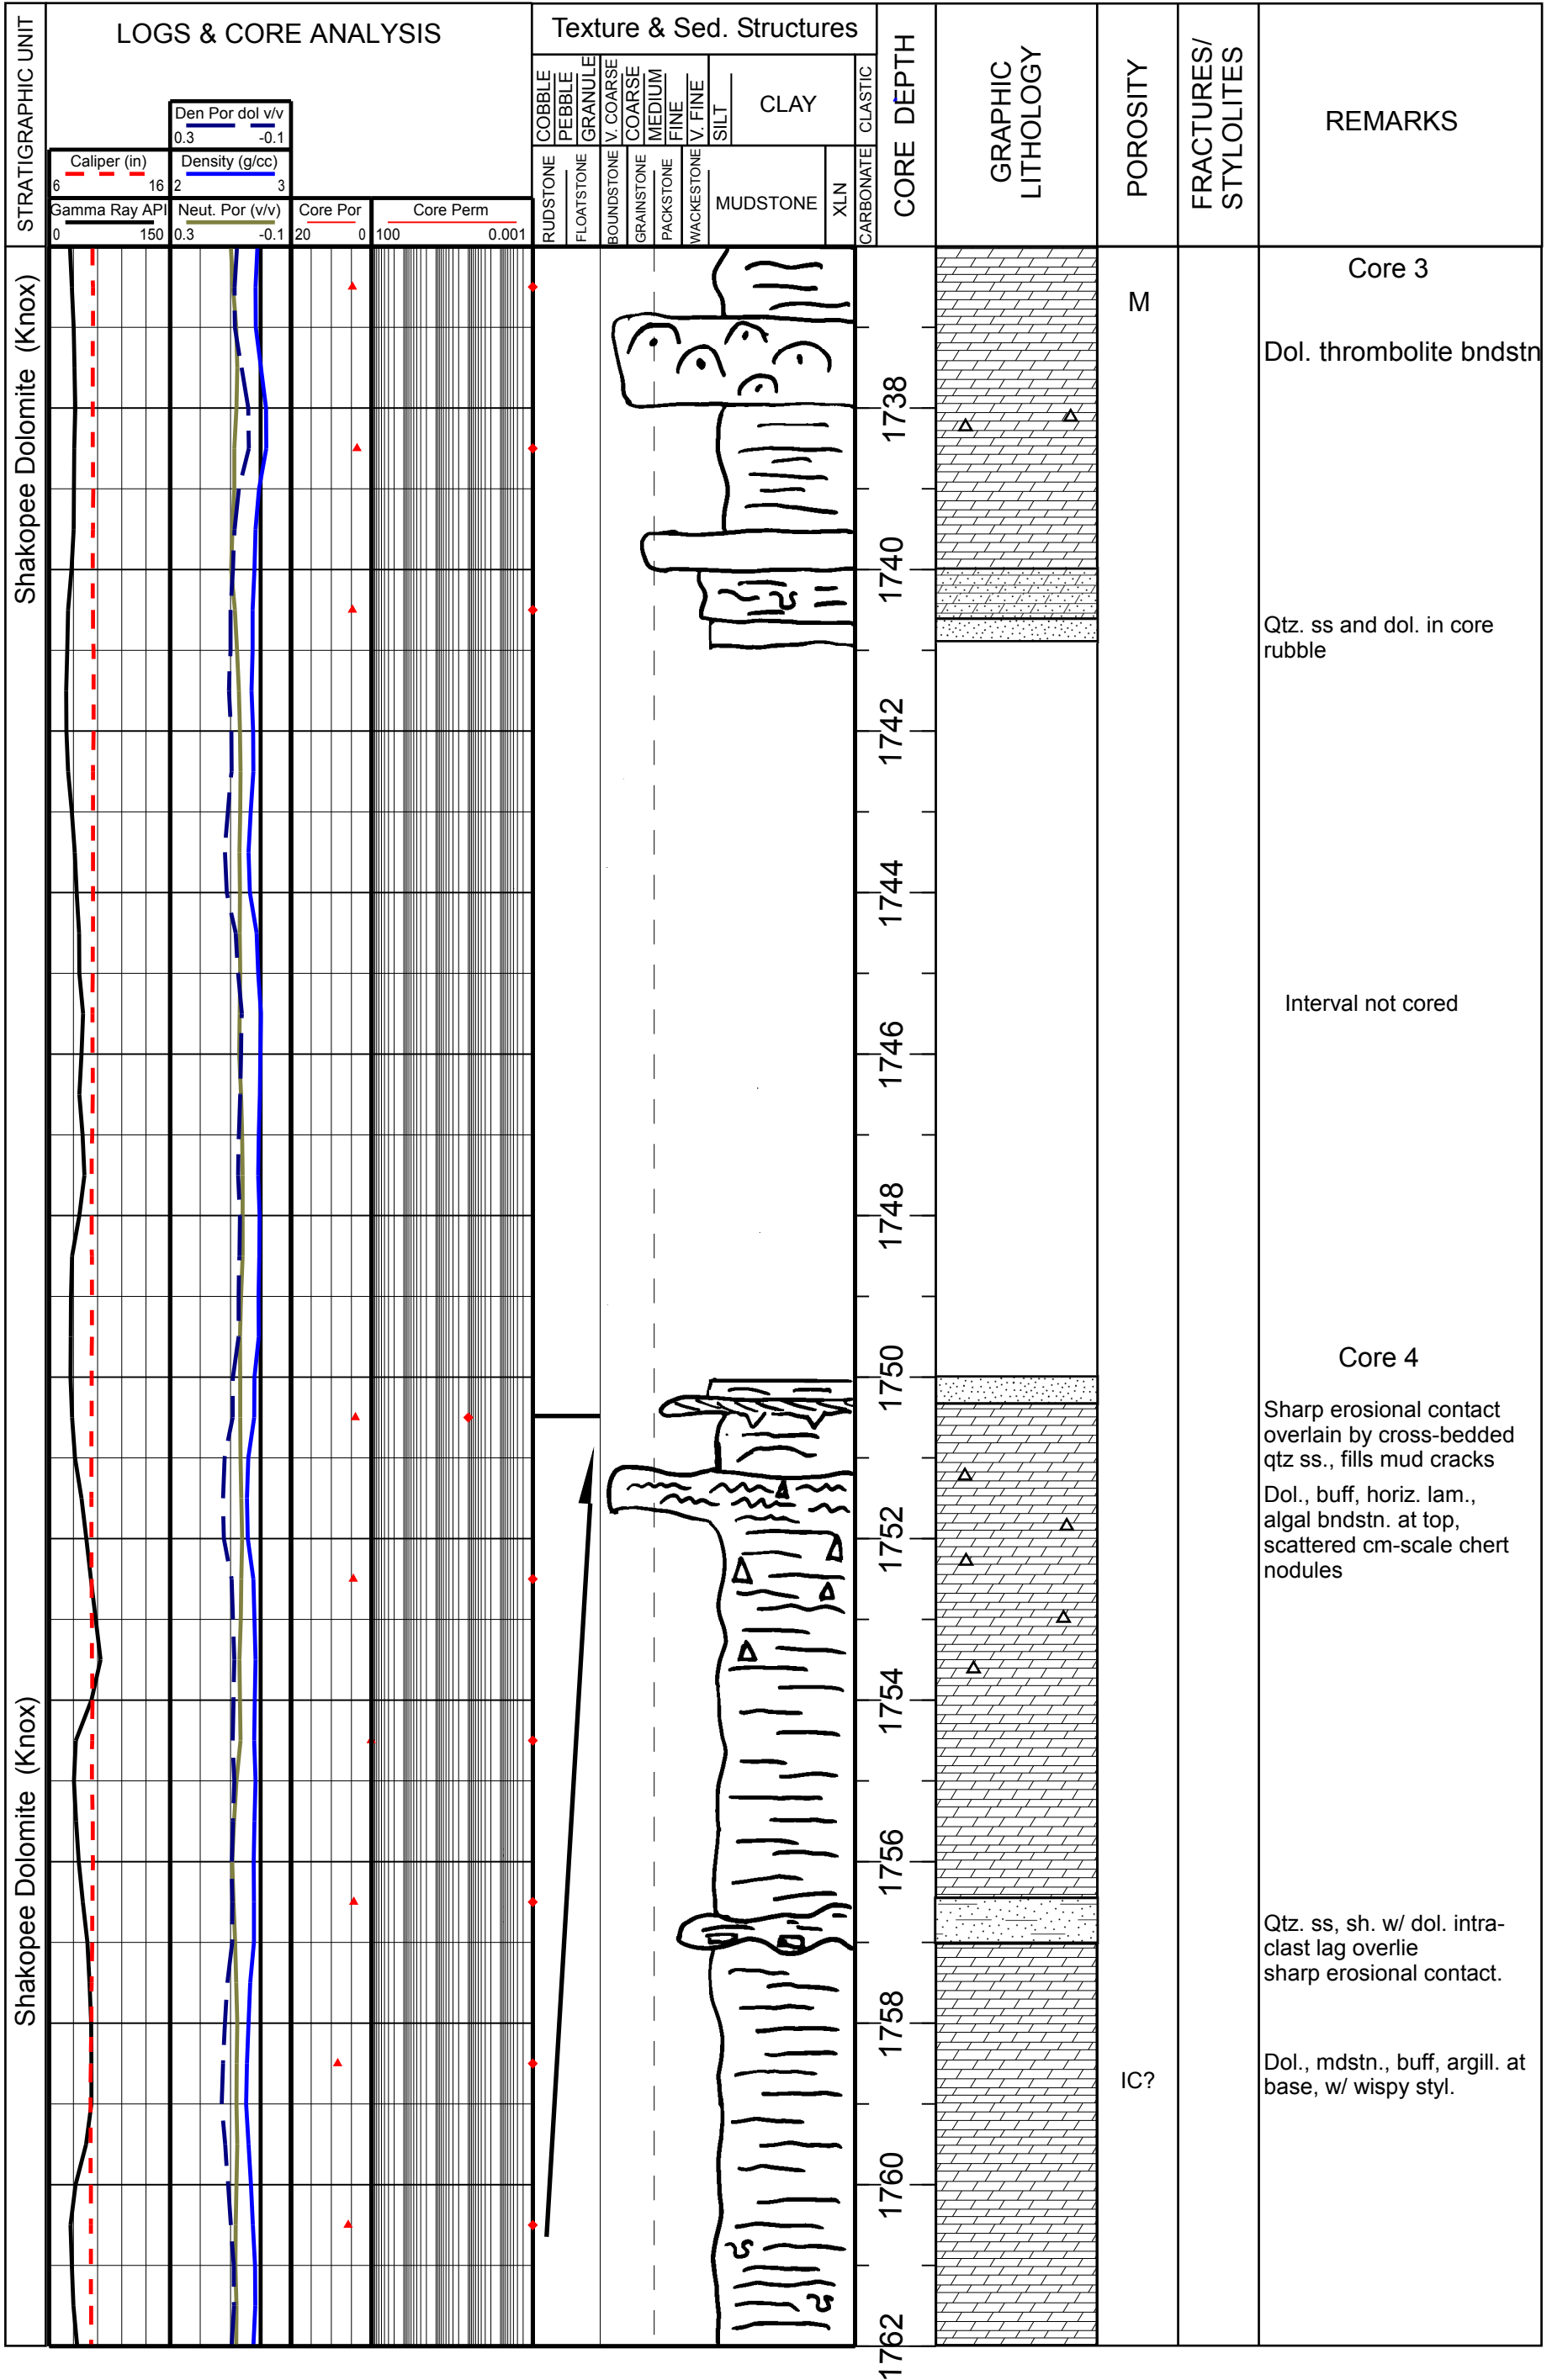 STRATIGRAPHIC UNIT
LOGS & CORE ANALYSIS
Den Por dol v/v
0.3 -0.1
Caliper (in)
6 16
Density (g/cc)
2 3
Gamma Ray API
0 150
Neut. Por (v/v)
0.3 -0.1
Core Por
20 0
Core Perm
100 0.001
Texture & Sed. Structures
COBBLE
PEBBLE
GRANULE
V. COARSE
COARSE
MEDIUM
FINE
V. FINE
SILT
CLAY
CLASTIC
RUDSTONE
FLOATSTONE
BOUNDSTONE
GRAINSTONE
PACKSTONE
WACKESTONE
MUDSTONE
XLN
CARBONATE
CORE DEPTH
GRAPHIC
LITHOLOGY
POROSITY
FRACTURES/
STYLOLITES
REMARKS
Shakopee Dolomite (Knox)
Core 3
M
Dol. thrombolite bndstn
1738
1740
Qtz. ss and dol. in core
rubble
1742
1744
Interval not cored
1746
1748
Core 4
1750
Sharp erosional contact
overlain by cross-bedded
qtz ss., fills mud cracks
Dol., buff, horiz. lam.,
algal bndstn. at top,
scattered cm-scale chert
nodules
1752
1754
Shakopee Dolomite (Knox)
1756
Qtz. ss, sh. w/ dol. intra-
clast lag overlie
sharp erosional contact.
1758
IC?
Dol., mdstn., buff, argill. at
base, w/ wispy styl.
1760
1762